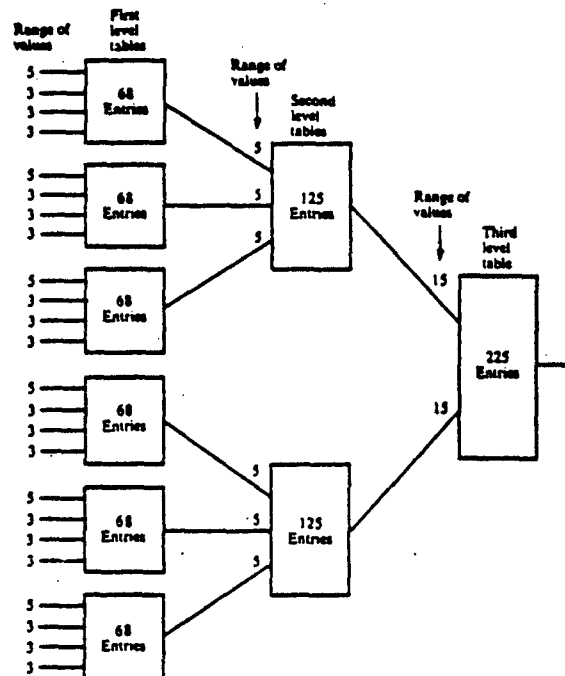 Range of
values
First
level
tables
5
3
3
3
68
Entries
5
3
3
3
68
Entries
5
3
3
3
68
Entries
5
3
3
3
68
Entries
5
3
3
3
68
Entries
5
3
3
3
68
Entries
Range of
values
Second
level
tables
5
5
5
125
Entries
5
5
5
125
Entries
Range of
values
Third
level
table
15
15
225
Entries